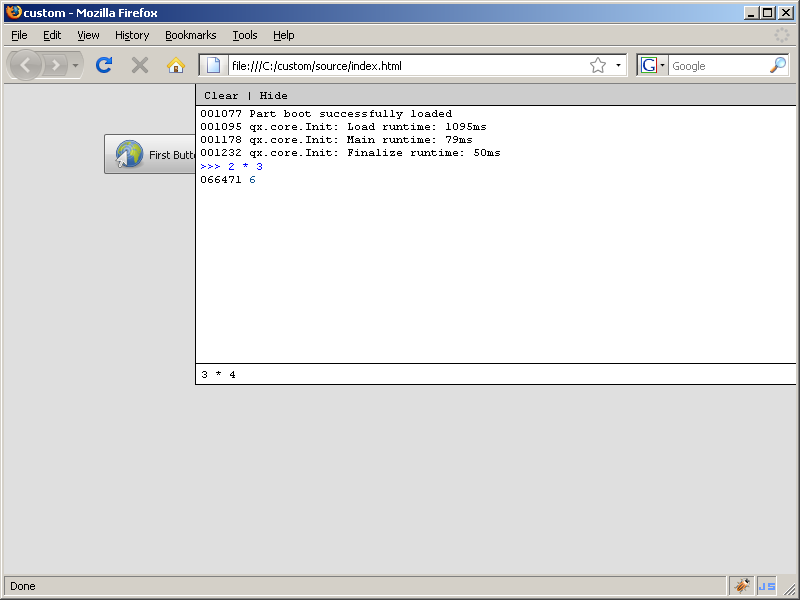 custom - Mozilla Firefox
File Edit View History Bookmarks Tools Help
file:///C:/custom/source/index.html
G Google
Clear | Hide
001077 Part boot successfully loaded
001095 qx.core.Init: Load runtime: 1095ms
001178 qx.core.Init: Main runtime: 79ms
001232 qx.core.Init: Finalize runtime: 50ms
>>> 2 * 3
066471 6
First Butto
3 * 4
Done
JS